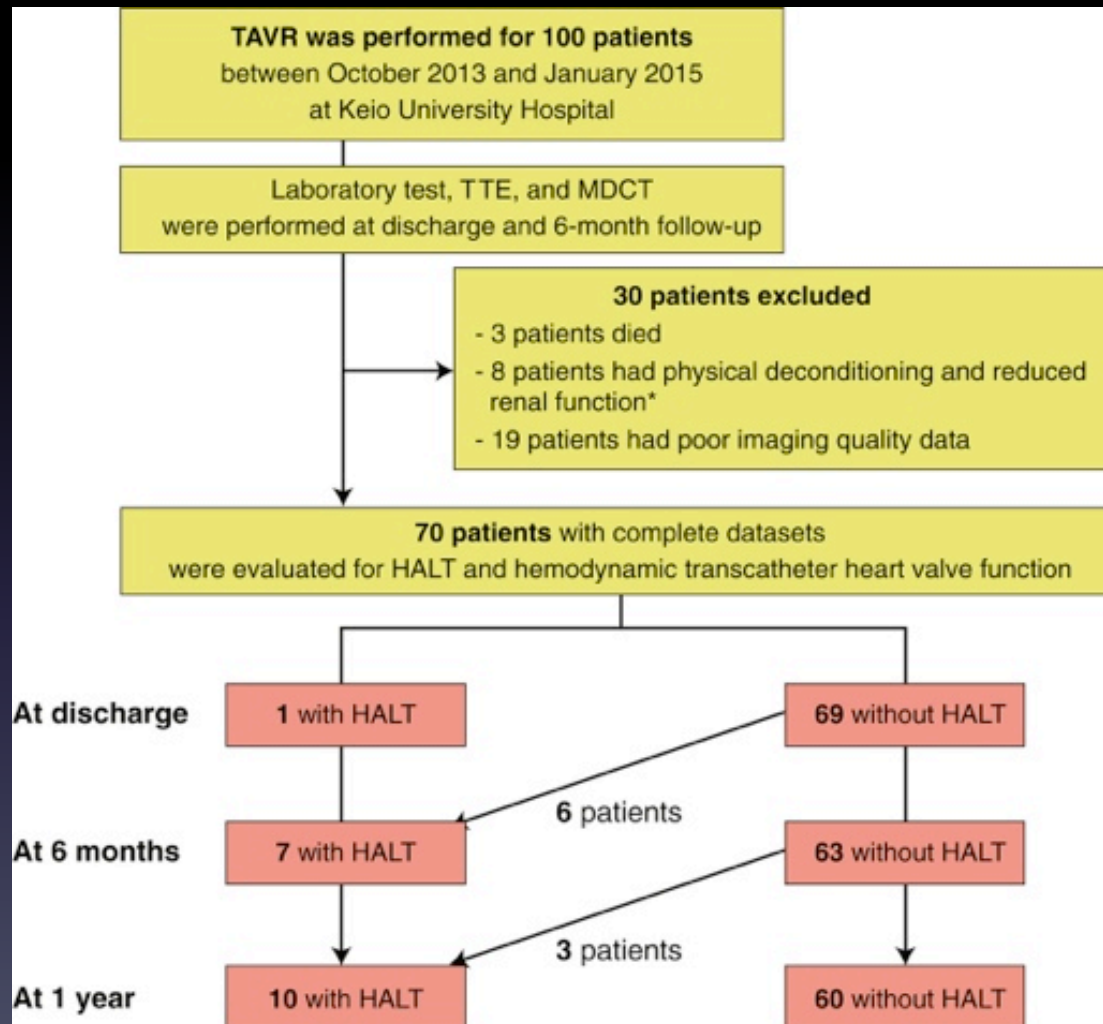 TAVR was performed for 100 patients
between October 2013 and January 2015
at Keio University Hospital
Laboratory test, TTE, and MDCT
were performed at discharge and 6-month follow-up
30 patients excluded
- 3 patients died
- 8 patients had physical deconditioning and reduced
renal function*
- 19 patients had poor imaging quality data
70 patients with complete datasets
were evaluated for HALT and hemodynamic transcatheter heart valve function
At discharge
1 with HALT
69 without HALT
6 patients
At 6 months
7 with HALT
63 without HALT
3 patients
At 1 year
10 with HALT
60 without HALT